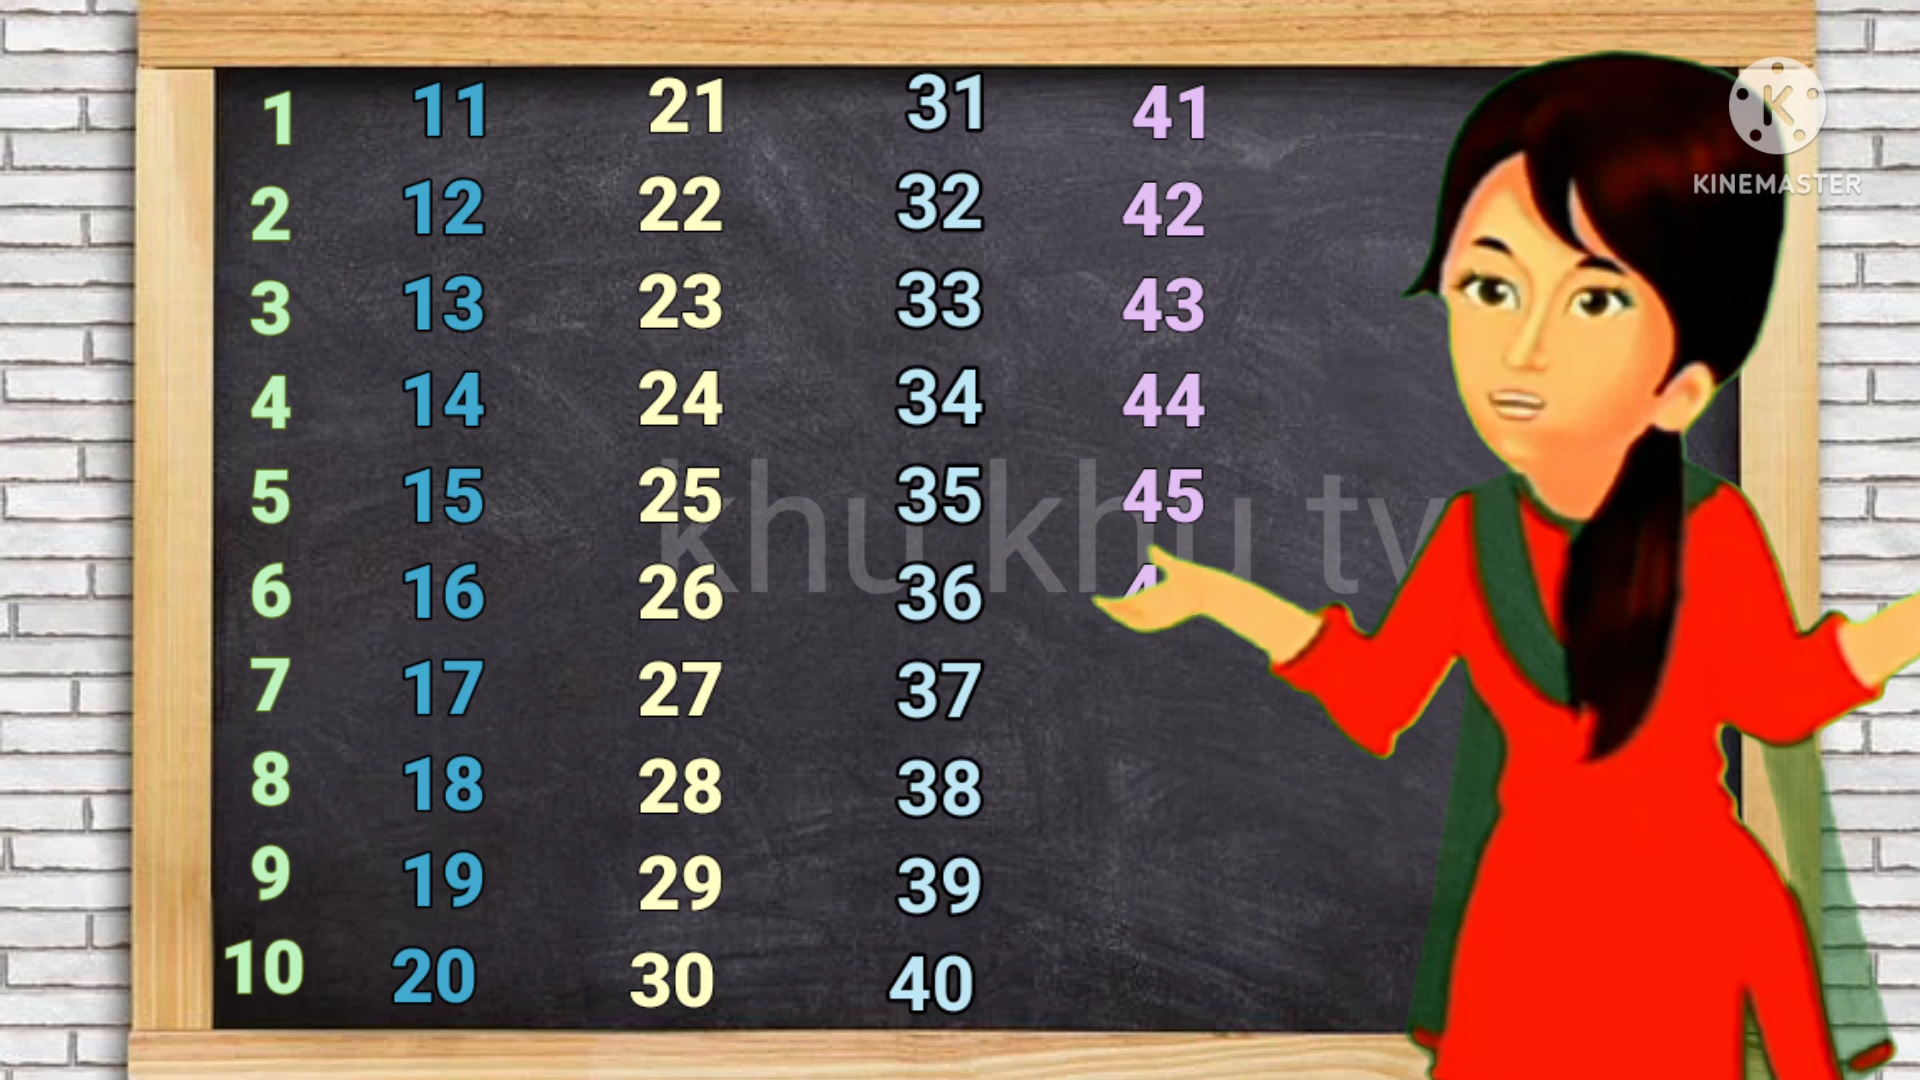 1 11 21 31 41
2 12 22 32 42
3 13 23 33 43
4 14 24 34 44
5 15 25 35 45
6 16 26 36
7 17 27 37
8 18 28 38
9 19 29 39
10 20 30 40
khu khu tv
K
KINEMASTER